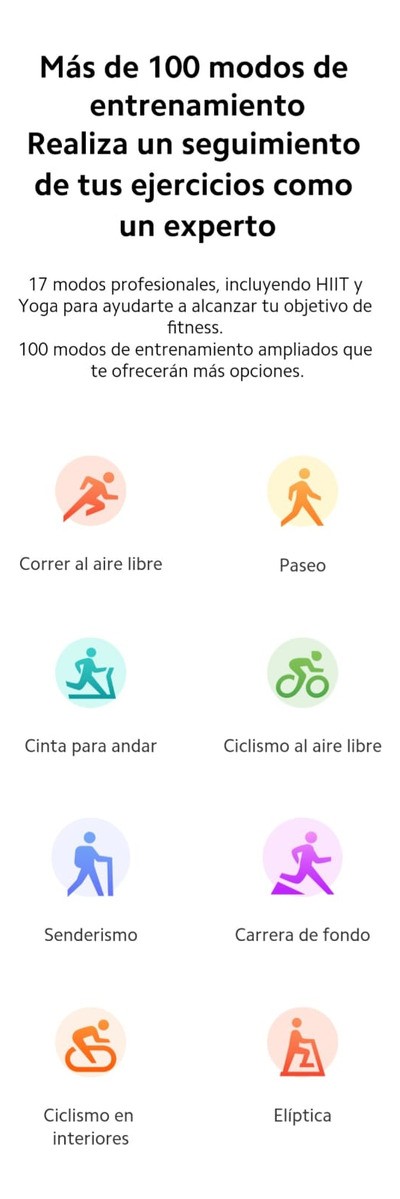 Más de 100 modos de
entrenamiento
Realiza un seguimiento
de tus ejercicios como
un experto
17 modos profesionales, incluyendo HIIT y
Yoga para ayudarte a alcanzar tu objetivo de
fitness.
100 modos de entrenamiento ampliados que
te ofrecerán más opciones.
Correr al aire libre
Paseo
Cinta para andar
Ciclismo al aire libre
Senderismo
Carrera de fondo
Ciclismo en
interiores
Elíptica